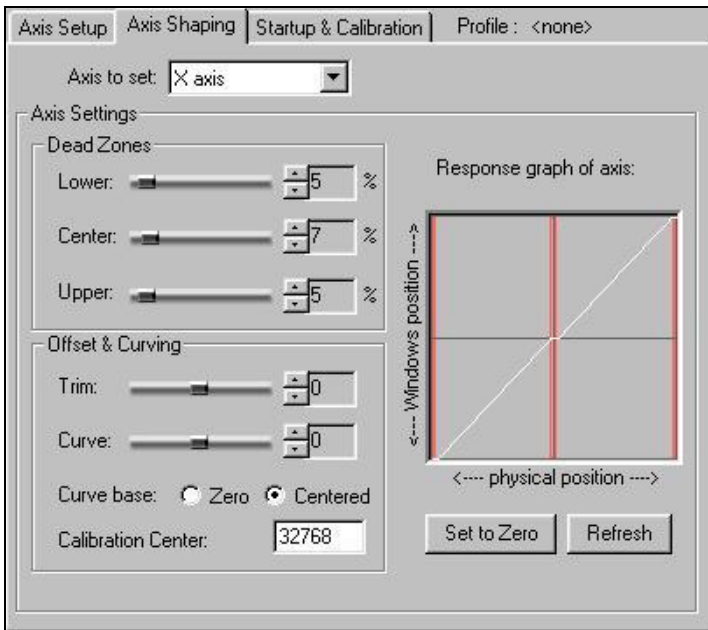 Axis Setup Axis Shaping Startup & Calibration Profile : <none>
Axis to set: X axis
Axis Settings
Dead Zones
Lower: 5 %
Center: 7 %
Upper: 5 %
Offset & Curving
Trim: 0
Curve: 0
Curve base: Zero Centered
Calibration Center: 32768
Response graph of axis:
<--- Windows position --->
<---- physical position ---->
Set to Zero Refresh